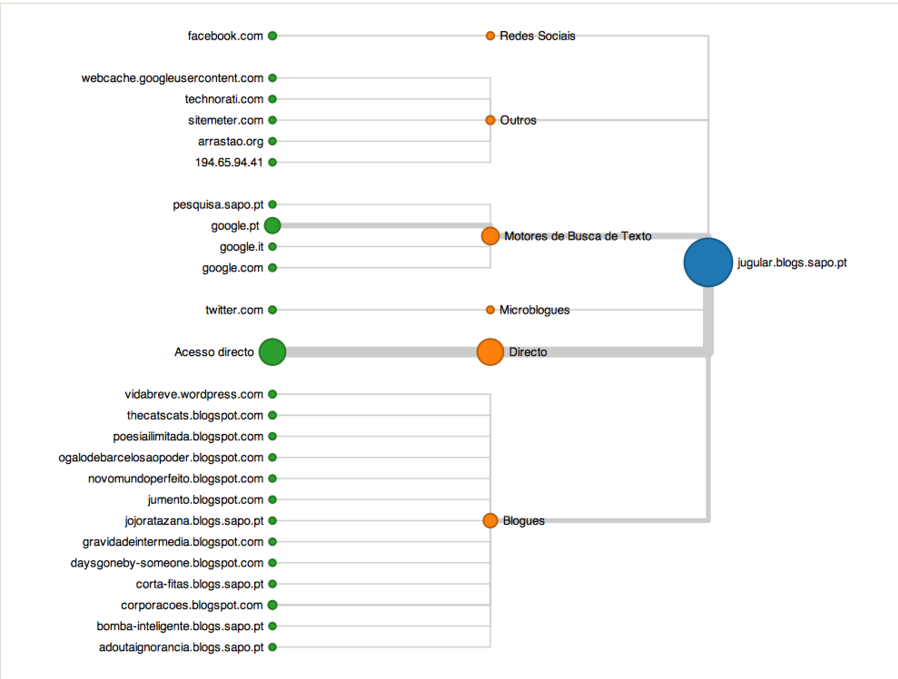 facebook.com
Redes Sociais
webcache.googleusercontent.com
technorati.com
sitemeter.com
Outros
arrastao.org
194.65.94.41
pesquisa.sapo.pt
google.pt
Motores de Busca de Texto
google.it
google.com
jugular.blogs.sapo.pt
twitter.com
Microblogues
Acesso directo
Directo
vidabreve.wordpress.com
thecatscats.blogspot.com
poesiailimitada.blogspot.com
ogalodebarcelosaopoder.blogspot.com
novomundoperfeito.blogspot.com
jumento.blogspot.com
jojoratazana.blogs.sapo.pt
Blogues
gravidadeintermedia.blogspot.com
daysgoneby-someone.blogspot.com
corta-fitas.blogs.sapo.pt
corporacoes.blogspot.com
bomba-inteligente.blogs.sapo.pt
adoutaignorancia.blogs.sapo.pt